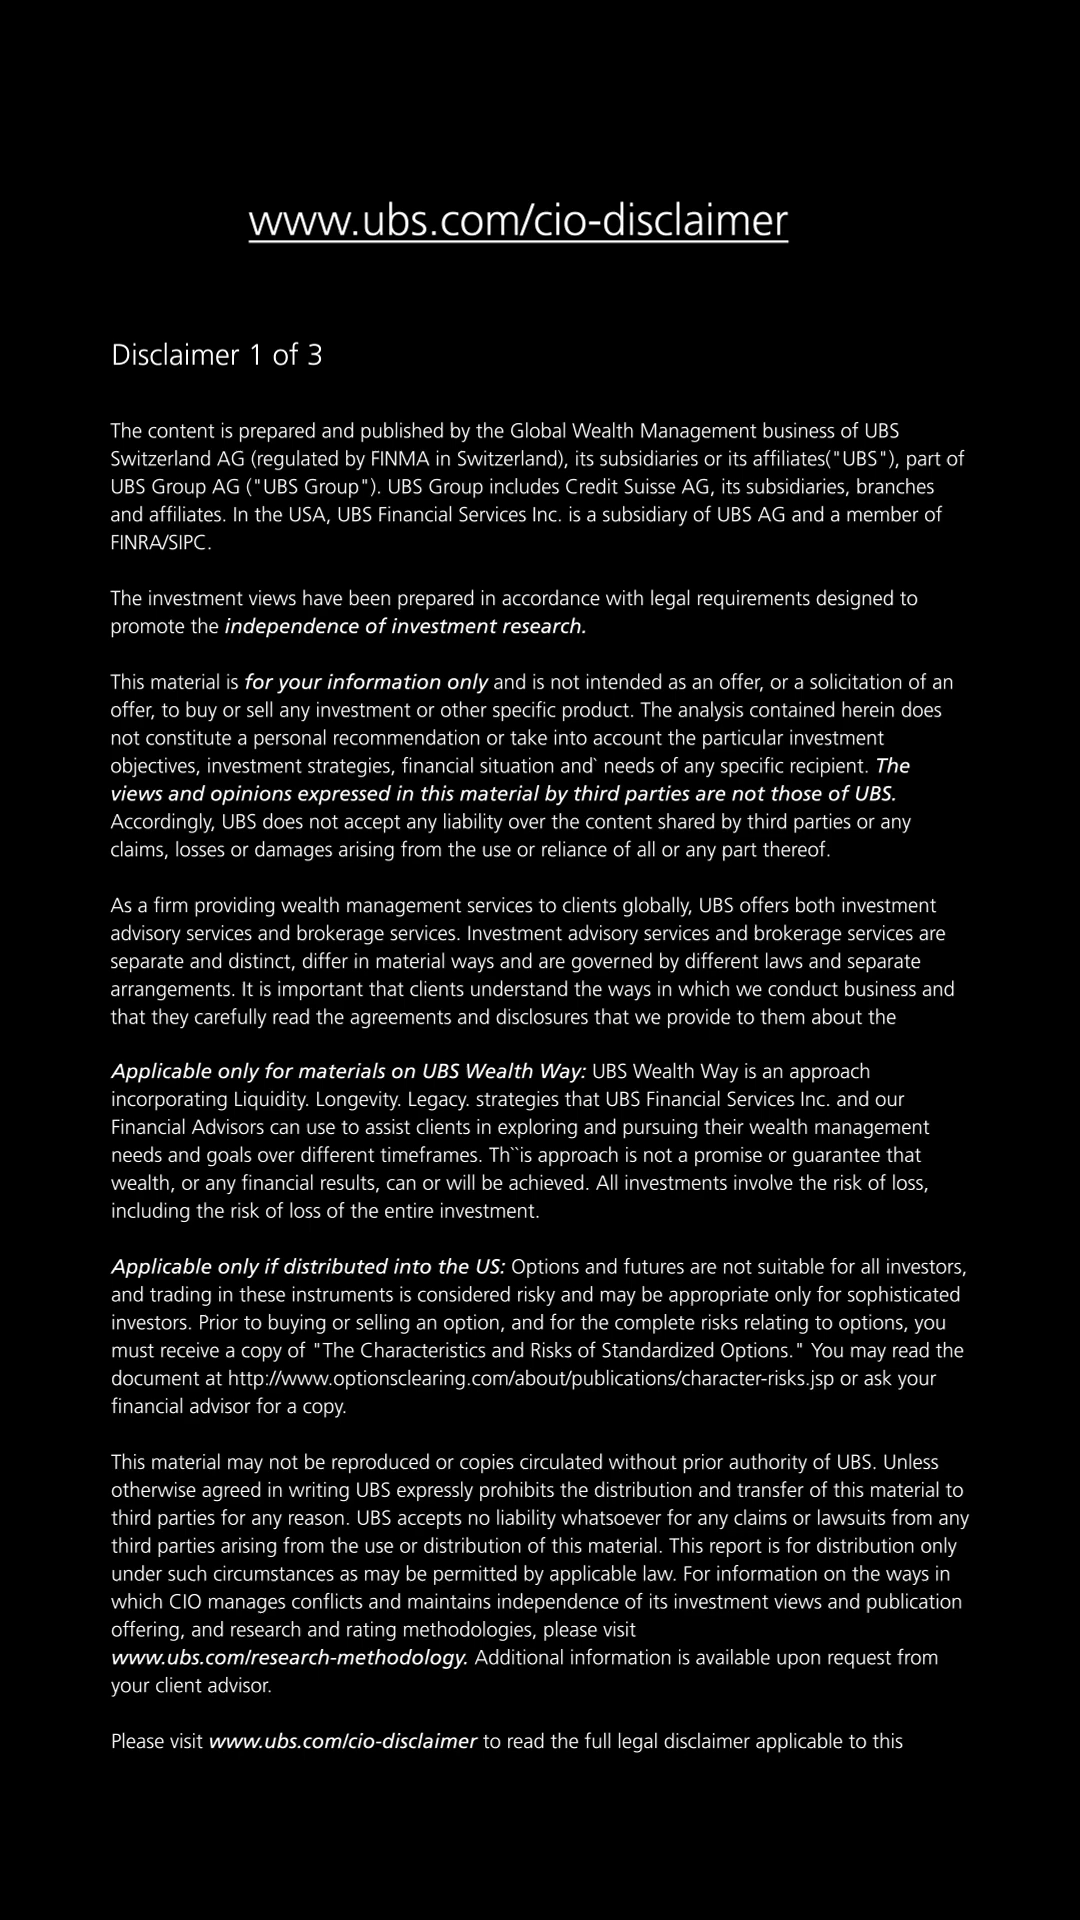 www.ubs.com/cio-disclaimer
Disclaimer 1 of 3
The content is prepared and published by the Global Wealth Management business of UBS
Switzerland AG (regulated by FINMA in Switzerland), its subsidiaries or its affiliates("UBS"), part of
UBS Group AG ("UBS Group"). UBS Group includes Credit Suisse AG, its subsidiaries, branches
and affiliates. In the USA, UBS Financial Services Inc. is a subsidiary of UBS AG and a member of
FINRA/SIPC.
The investment views have been prepared in accordance with legal requirements designed to
promote the independence of investment research.
This material is for your information only and is not intended as an offer, or a solicitation of an
offer, to buy or sell any investment or other specific product. The analysis contained herein does
not constitute a personal recommendation or take into account the particular investment
objectives, investment strategies, financial situation and` needs of any specific recipient. The
views and opinions expressed in this material by third parties are not those of UBS.
Accordingly, UBS does not accept any liability over the content shared by third parties or any
claims, losses or damages arising from the use or reliance of all or any part thereof.
As a firm providing wealth management services to clients globally, UBS offers both investment
advisory services and brokerage services. Investment advisory services and brokerage services are
separate and distinct, differ in material ways and are governed by different laws and separate
arrangements. It is important that clients understand the ways in which we conduct business and
that they carefully read the agreements and disclosures that we provide to them about the
Applicable only for materials on UBS Wealth Way: UBS Wealth Way is an approach
incorporating Liquidity. Longevity. Legacy. strategies that UBS Financial Services Inc. and our
Financial Advisors can use to assist clients in exploring and pursuing their wealth management
needs and goals over different timeframes. Th``is approach is not a promise or guarantee that
wealth, or any financial results, can or will be achieved. All investments involve the risk of loss,
including the risk of loss of the entire investment.
Applicable only if distributed into the US: Options and futures are not suitable for all investors,
and trading in these instruments is considered risky and may be appropriate only for sophisticated
investors. Prior to buying or selling an option, and for the complete risks relating to options, you
must receive a copy of "The Characteristics and Risks of Standardized Options." You may read the
document at http://www.optionsclearing.com/about/publications/character-risks.jsp or ask your
financial advisor for a copy.
This material may not be reproduced or copies circulated without prior authority of UBS. Unless
otherwise agreed in writing UBS expressly prohibits the distribution and transfer of this material to
third parties for any reason. UBS accepts no liability whatsoever for any claims or lawsuits from any
third parties arising from the use or distribution of this material. This report is for distribution only
under such circumstances as may be permitted by applicable law. For information on the ways in
which CIO manages conflicts and maintains independence of its investment views and publication
offering, and research and rating methodologies, please visit
www.ubs.com/research-methodology. Additional information is available upon request from
your client advisor.
Please visit www.ubs.com/cio-disclaimer to read the full legal disclaimer applicable to this